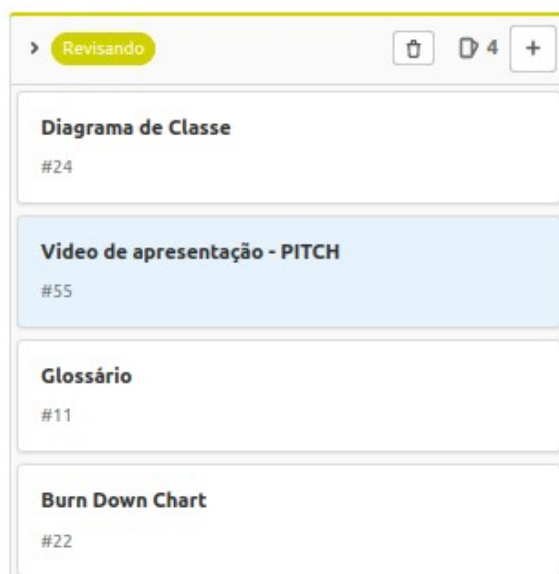 Revisando
4
Diagrama de Classe
#24
Video de apresentação - PITCH
#55
Glossário
#11
Burn Down Chart
#22